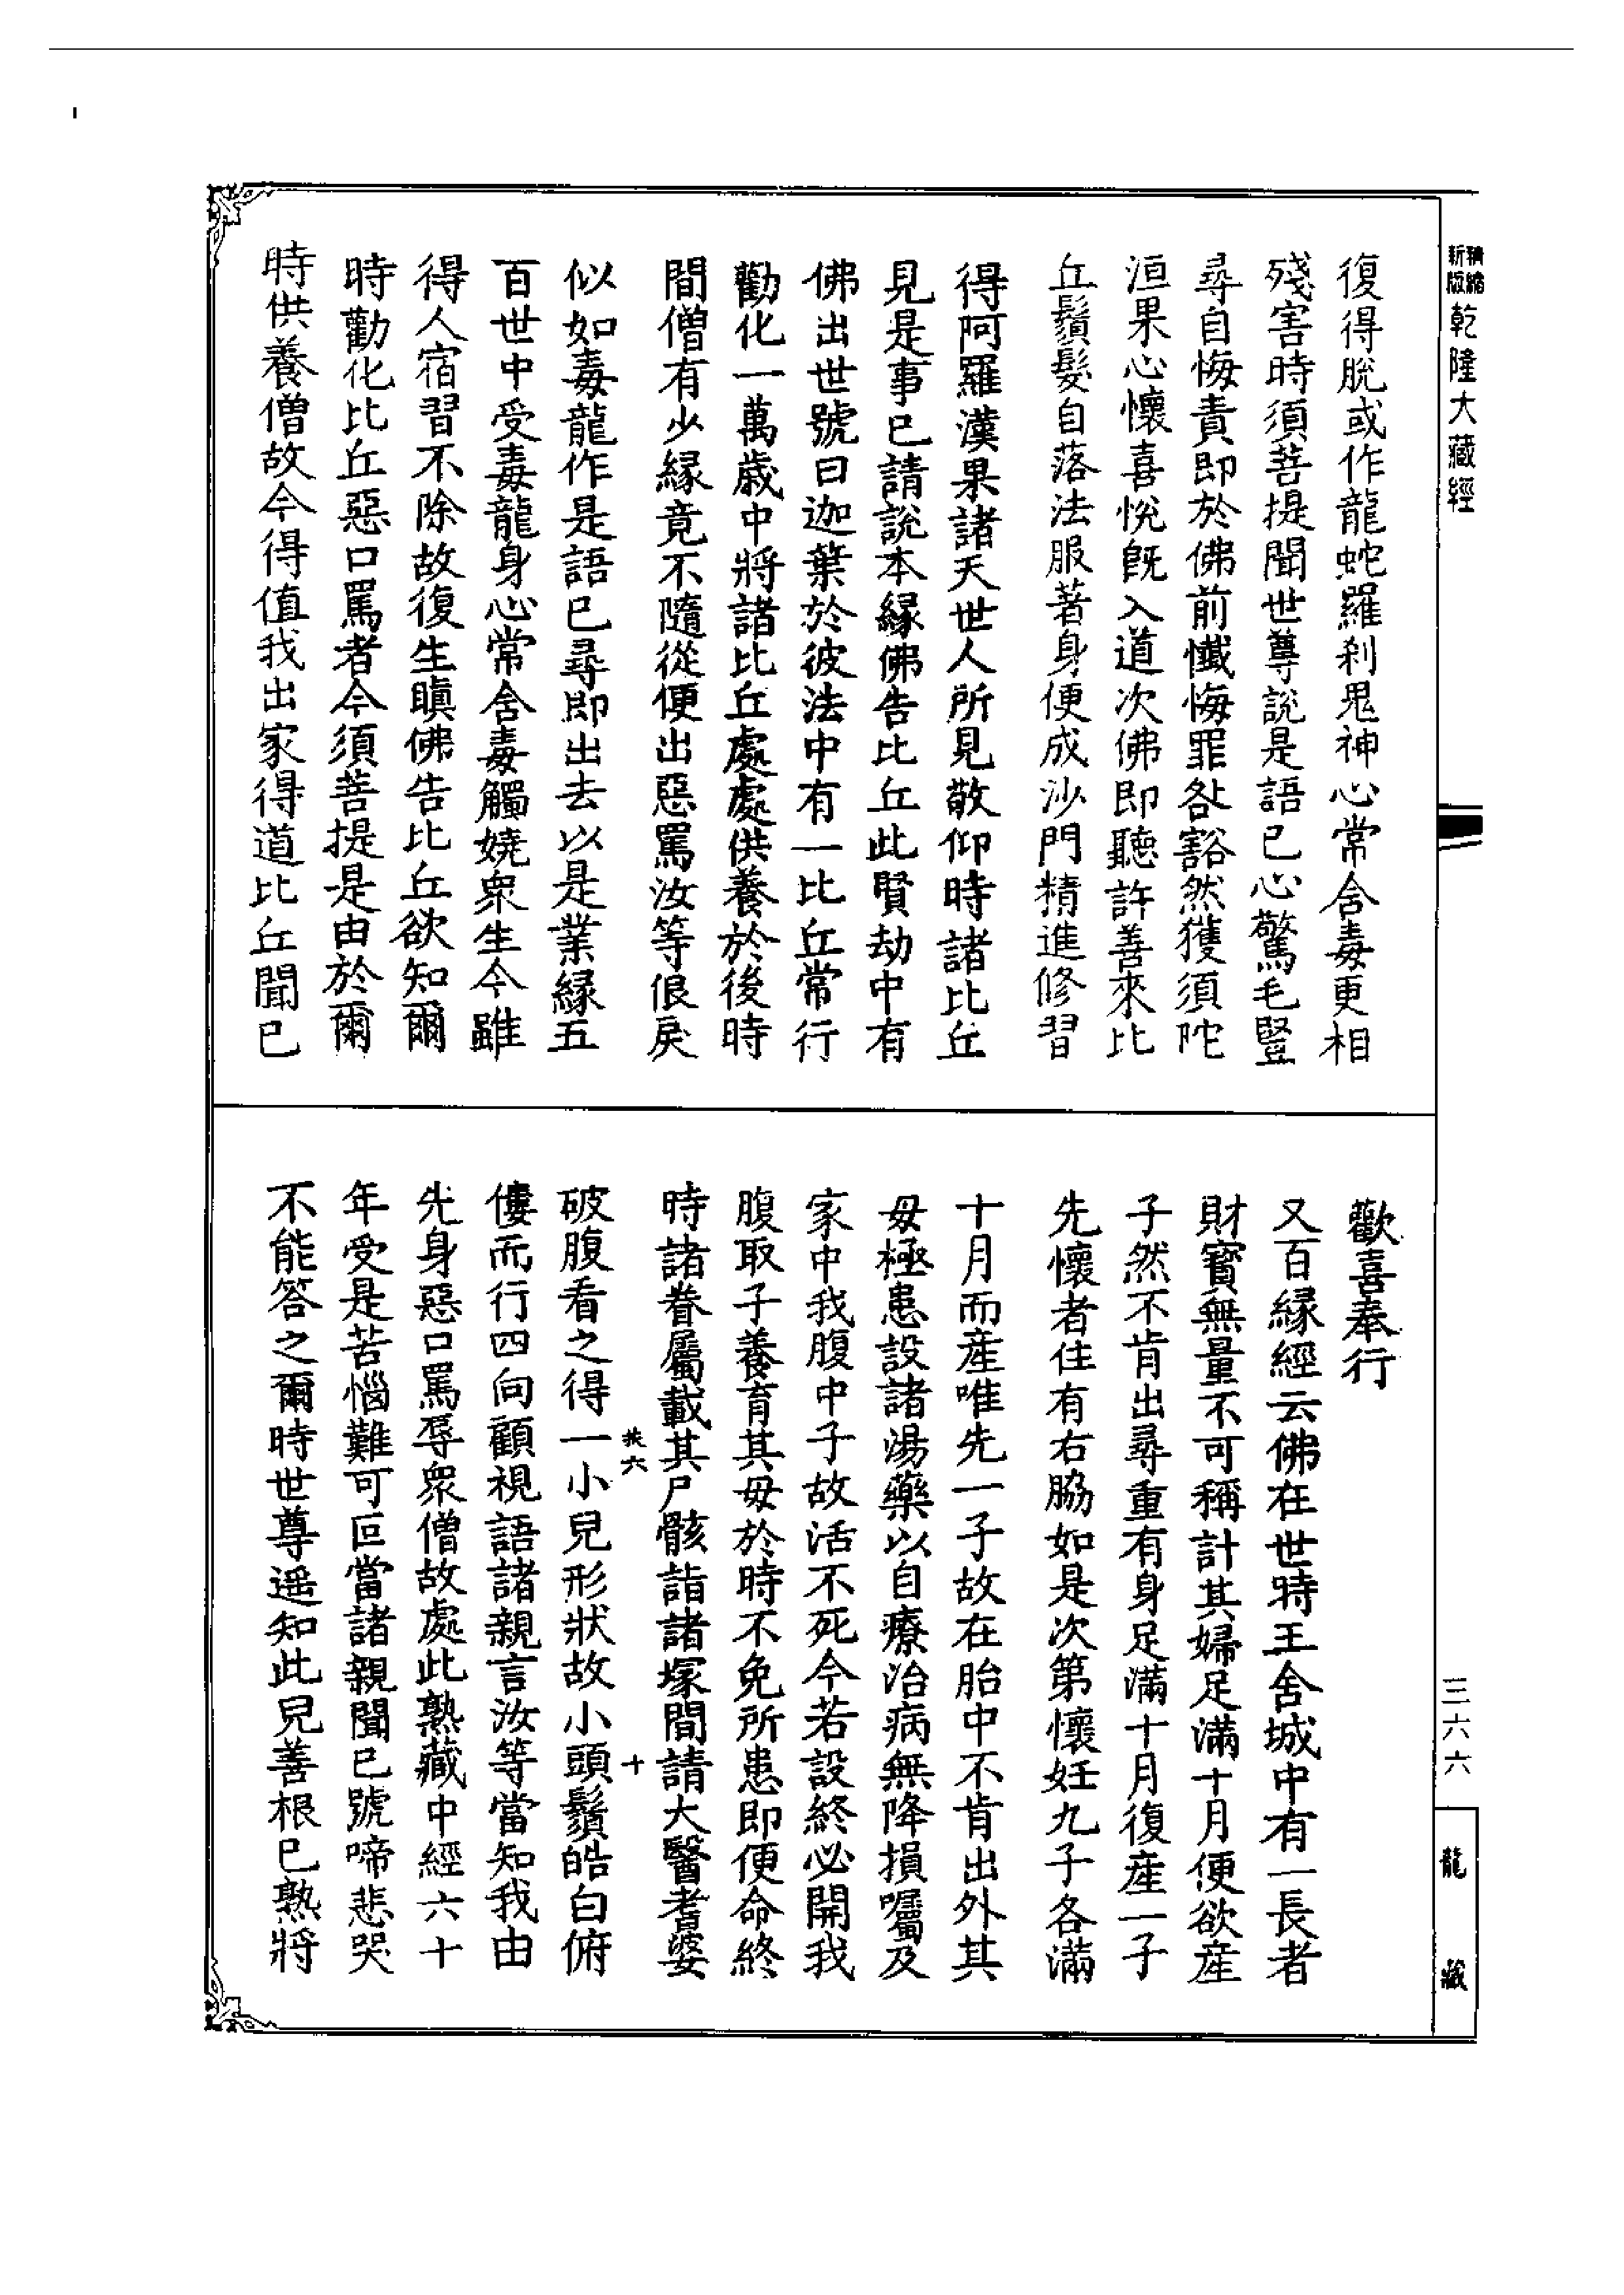 精縮
新版
乾隆大藏經
復得脫或作龍蛇羅剎鬼神心常含毒更相
殘害時須菩提聞世尊說是語已心驚毛豎
尋自悔責即於佛前懺悔罪咎豁然獲須陀
洹果心懷喜悅既入道次佛即聽許善來比
丘鬚髮自落法服著身便成沙門精進修習
得阿羅漢果諸天世人所見敬仰時諸比丘
見是事已請說本緣佛告比丘此賢劫中有
佛出世號曰迦葉於彼法中有一比丘常行
勸化一萬歲中將諸比丘處處供養於後時
間僧有少緣竟不隨從便出惡罵汝等佷戾
似如毒龍作是語已尋即出去以是業緣五
百世中受毒龍身心常含毒觸嬈眾生今雖
得人宿習不除故復生瞋佛告比丘欲知爾
時勸化比丘惡口罵者今須菩提是由於爾
時供養僧故今得值我出家得道比丘聞已
歡喜奉行
又百緣經云佛在世時王舍城中有一長者
財寶無量不可稱計其婦足滿十月便欲產
子然不肯出尋重有身足滿十月復產一子
先懷者住有右脇如是次第懷妊九子各滿
十月而產唯先一子故在胎中不肯出外其
母極患設諸湯藥以自療治病無降損囑及
家中我腹中子故活不死今若設終必開我
腹取子養育其母於時不免所患即便命終
時諸眷屬載其尸骸詣諸塚間請大醫耆婆
破腹看之得一小兒形狀故小頭鬚皓白俯
僂而行四向顧視語諸親言汝等當知我由
先身惡口罵辱眾僧故處此熟藏中經六十
年受是苦惱難可叵當諸親聞已號啼悲哭
不能答之爾時世尊遥知此兒善根已熟將
六
十
三六六
龍藏